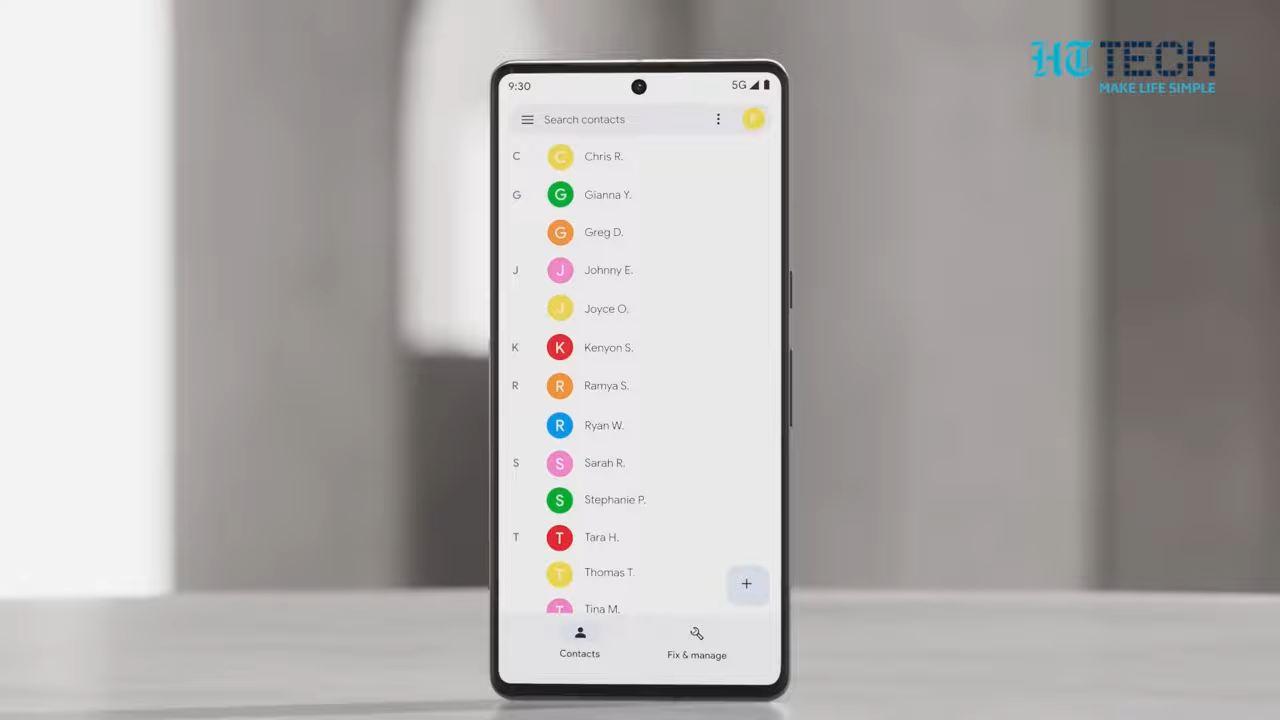 HT TECH
MAKE LIFE SIMPLE
9:30
5G
Search contacts
C
C
Chris R.
G
G
Gianna Y.
G
Greg D.
J
J
Johnny E.
J
Joyce O.
K
K
Kenyon S.
R
R
Ramya S.
R
Ryan W.
S
S
Sarah R.
S
Stephanie P.
T
T
Tara H.
T
Thomas T.
T
Tina M.
Contacts
Fix & manage